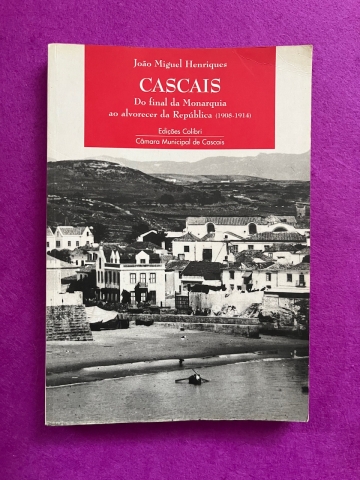 João Miguel Henriques
CASCAIS
Do final da Monarquia
ao alvorecer da República (1908-1914)
Edições Colibri
Câmara Municipal de Cascais